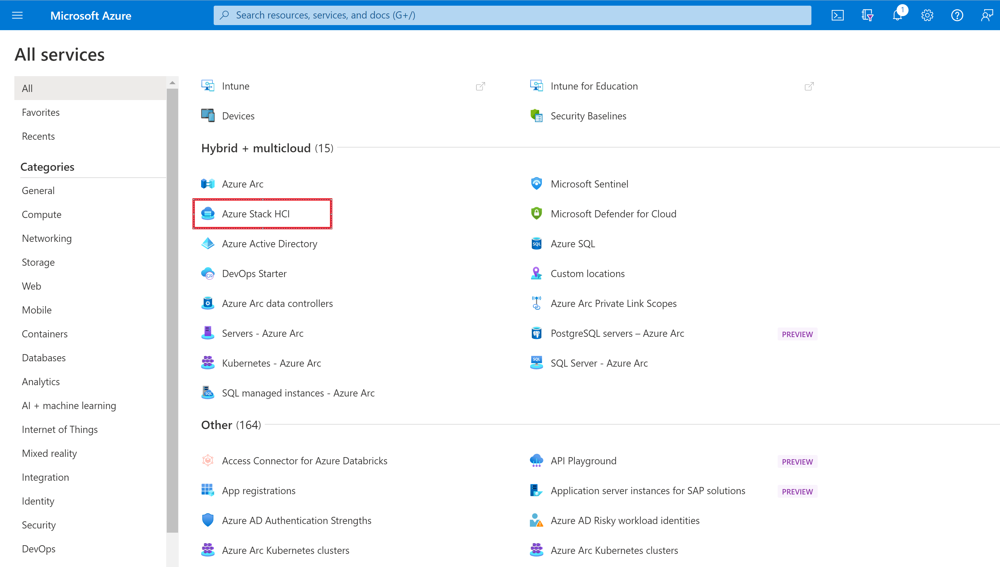 Microsoft Azure
Search resources, services, and docs (G+/)
1
All services
All
Favorites
Recents
Categories
General
Compute
Networking
Storage
Web
Mobile
Containers
Databases
Analytics
AI + machine learning
Internet of Things
Mixed reality
Integration
Identity
Security
DevOps
Intune
Intune for Education
Devices
Security Baselines
Hybrid + multicloud (15)
Azure Arc
Microsoft Sentinel
Azure Stack HCI
Microsoft Defender for Cloud
Azure Active Directory
SQL
Azure SQL
DevOps Starter
Custom locations
Azure Arc data controllers
Azure Arc Private Link Scopes
Servers - Azure Arc
PostgreSQL servers – Azure Arc
PREVIEW
Kubernetes - Azure Arc
SQL
SQL Server - Azure Arc
SQL
SQL managed instances - Azure Arc
Other (164)
Access Connector for Azure Databricks
API Playground
PREVIEW
App registrations
Application server instances for SAP solutions
PREVIEW
Azure AD Authentication Strengths
Azure AD Risky workload identities
Azure Arc Kubernetes clusters
Azure Arc Kubernetes clusters